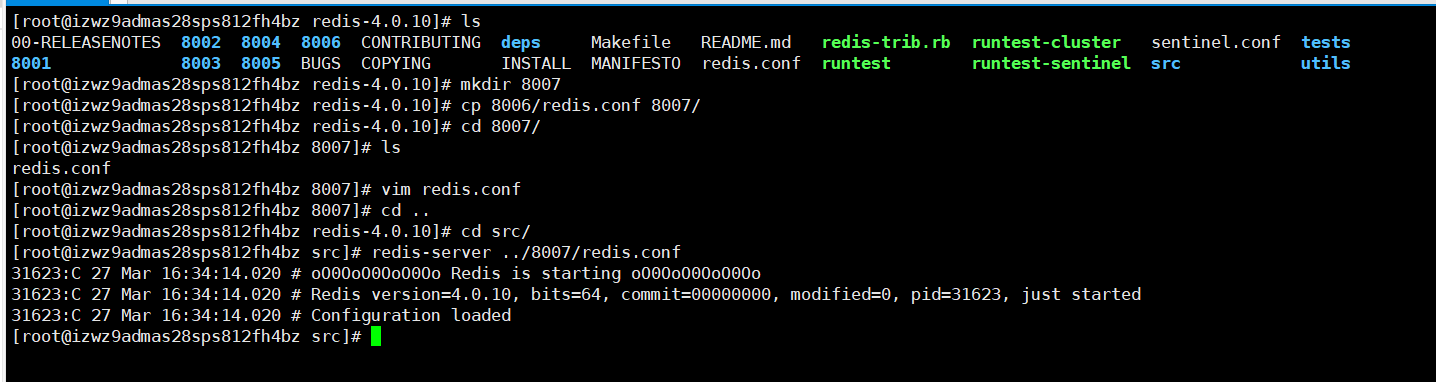 [root@izwz9admas28sps812fh4bz redis-4.0.10]# ls
00-RELEASENOTES  8002  8004  8006  CONTRIBUTING  deps     Makefile   README.md   redis-trib.rb  runtest-cluster   sentinel.conf  tests
8001             8003  8005  BUGS  COPYING       INSTALL  MANIFESTO  redis.conf  runtest        runtest-sentinel  src            utils
[root@izwz9admas28sps812fh4bz redis-4.0.10]# mkdir 8007
[root@izwz9admas28sps812fh4bz redis-4.0.10]# cp 8006/redis.conf 8007/
[root@izwz9admas28sps812fh4bz redis-4.0.10]# cd 8007/
[root@izwz9admas28sps812fh4bz 8007]# ls
redis.conf
[root@izwz9admas28sps812fh4bz 8007]# vim redis.conf
[root@izwz9admas28sps812fh4bz 8007]# cd ..
[root@izwz9admas28sps812fh4bz redis-4.0.10]# cd src/
[root@izwz9admas28sps812fh4bz src]# redis-server ../8007/redis.conf
31623:C 27 Mar 16:34:14.020 # oO0OoO0OoO0Oo Redis is starting oO0OoO0OoO0Oo
31623:C 27 Mar 16:34:14.020 # Redis version=4.0.10, bits=64, commit=00000000, modified=0, pid=31623, just started
31623:C 27 Mar 16:34:14.020 # Configuration loaded
[root@izwz9admas28sps812fh4bz src]#